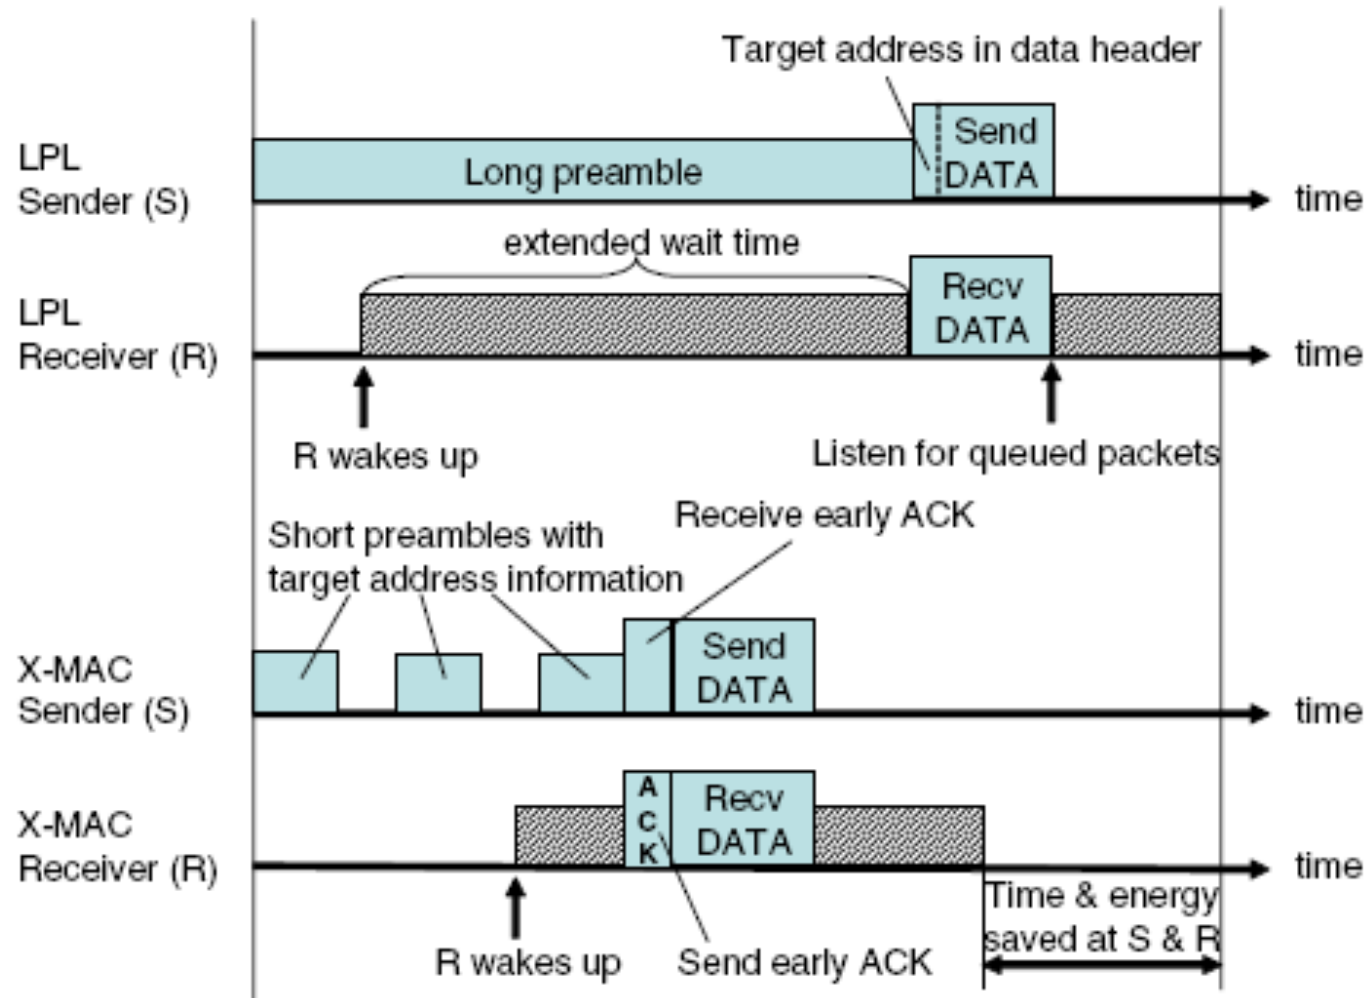 Target address in data header
LPL
Sender (S)
Long preamble
Send
DATA
time
extended wait time
LPL
Receiver (R)
Recv
DATA
time
R wakes up
Listen for queued packets
Receive early ACK
Short preambles with
target address information
X-MAC
Sender (S)
Send
DATA
time
X-MAC
Receiver (R)
A
C
K
Recv
DATA
time
R wakes up
Send early ACK
Time & energy
saved at S & R